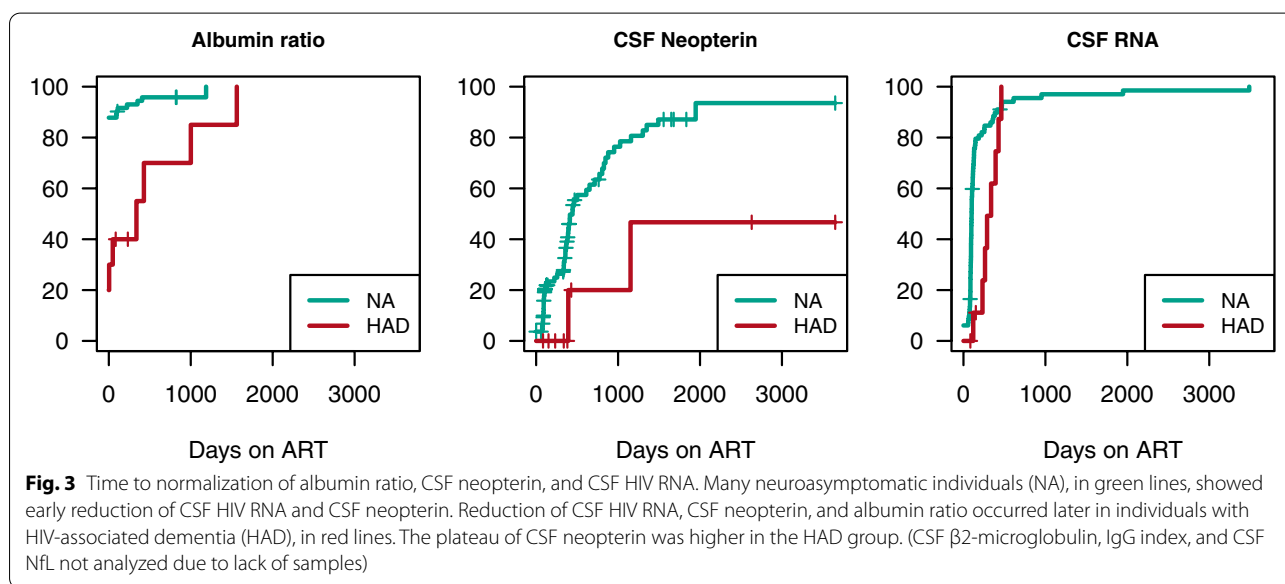 Albumin ratio
CSF Neopterin
CSF RNA
100
80
60
40
20
0
NA
HAD
0 1000 2000 3000
Days on ART
100
80
60
40
20
0
NA
HAD
0 1000 2000 3000
Days on ART
100
80
60
40
20
0
NA
HAD
0 1000 2000 3000
Days on ART
Fig. 3 Time to normalization of albumin ratio, CSF neopterin, and CSF HIV RNA. Many neuroasymptomatic individuals (NA), in green lines, showed
early reduction of CSF HIV RNA and CSF neopterin. Reduction of CSF HIV RNA, CSF neopterin, and albumin ratio occurred later in individuals with
HIV-associated dementia (HAD), in red lines. The plateau of CSF neopterin was higher in the HAD group. (CSF β2-microglobulin, IgG index, and CSF
NfL not analyzed due to lack of samples)